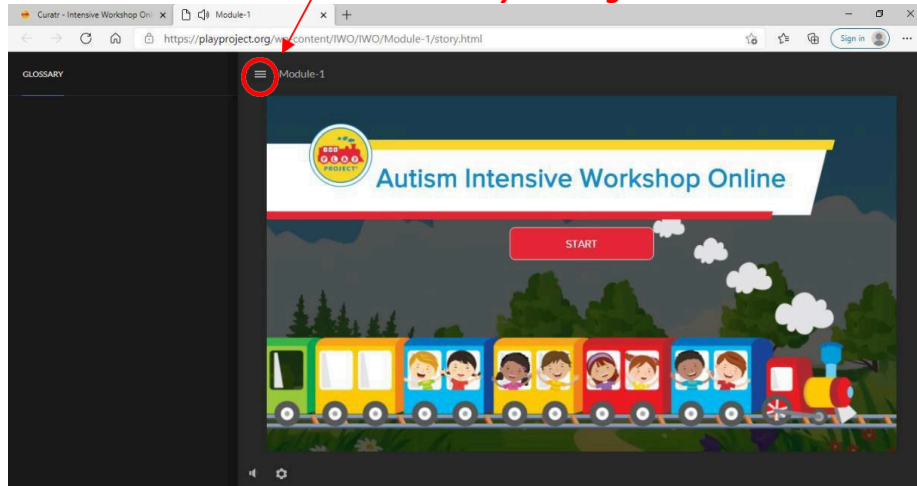 Curatr - Intensive Workshop Onl
Module-1
https://playproject.org/wp-content/IWO/IWO/Module-1/story.html
Sign in
GLOSSARY
Module-1
THE
PLAY
PROJECT
Autism Intensive Workshop Online
START